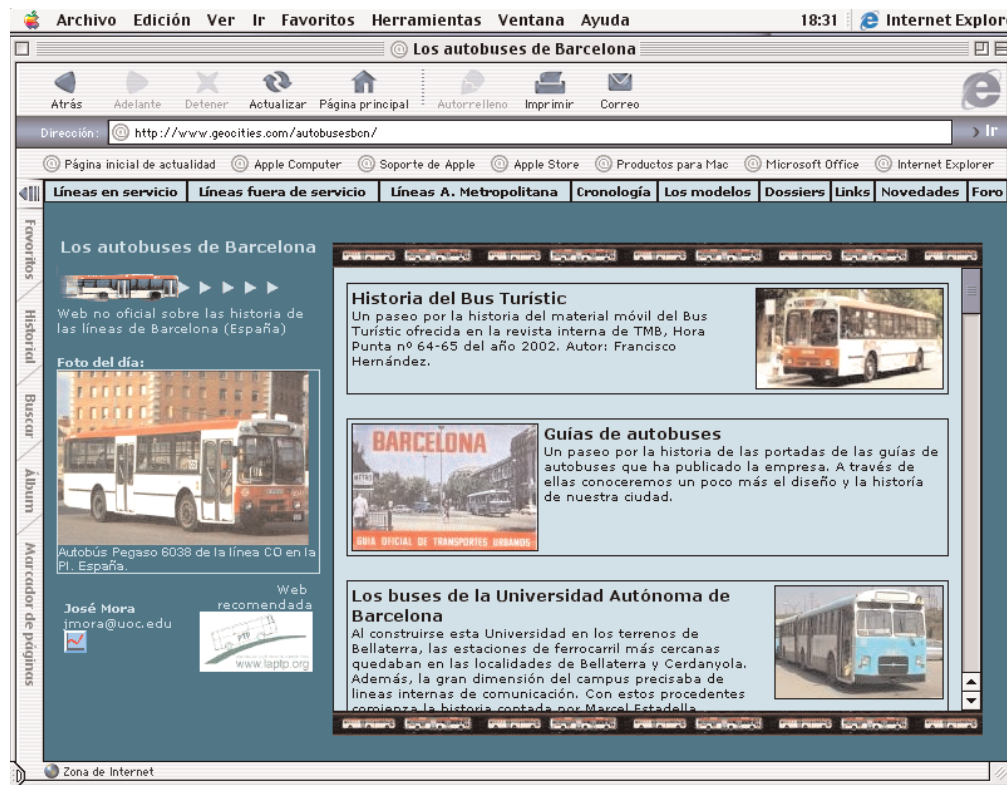 Archivo Edición Ver Ir Favoritos Herramientas Ventana Ayuda 18:31 Internet Explore
Los autobuses de Barcelona
Atrás Adelante Detener Actualizar Página principal Autorrelleno Imprimir Correo
Dirección: http://www.geocities.com/autobusesbcn/ Ir
Página inicial de actualidad Apple Computer Soporte de Apple Apple Store Productos para Mac Microsoft Office Internet Explorer
Líneas en servicio Líneas fuera de servicio Líneas A. Metropolitana Cronología Los modelos Dossiers Links Novedades Foro
Favoritos
Historial
Buscar
Álbum
Marcador de páginas
Los autobuses de Barcelona
Web no oficial sobre las historia de
las líneas de Barcelona (España)
Foto del día:
Autobús Pegaso 6038 de la línea CO en la
Pl. España.
José Mora
jmora@uoc.edu
Web
recomendada
PTP
www.laptp.org
Historia del Bus Turístic
Un paseo por la historia del material móvil del Bus
Turístic ofrecida en la revista interna de TMB, Hora
Punta nº 64-65 del año 2002. Autor: Francisco
Hernández.
BARCELONA
GUIA OFICIAL DE TRANSPORTES URBANOS
Guías de autobuses
Un paseo por la historia de las portadas de las guías de
autobuses que ha publicado la empresa. A través de
ellas conoceremos un poco más el diseño y la historía
de nuestra ciudad.
Los buses de la Universidad Autónoma de
Barcelona
Al construirse esta Universidad en los terrenos de
Bellaterra, las estaciones de ferrocarril más cercanas
quedaban en las localidades de Bellaterra y Cerdanyola.
Además, la gran dimensión del campus precisaba de
lineas internas de comunicación. Con estos procedentes
comienza la historia contada por Marcel Estadella
Zona de Internet